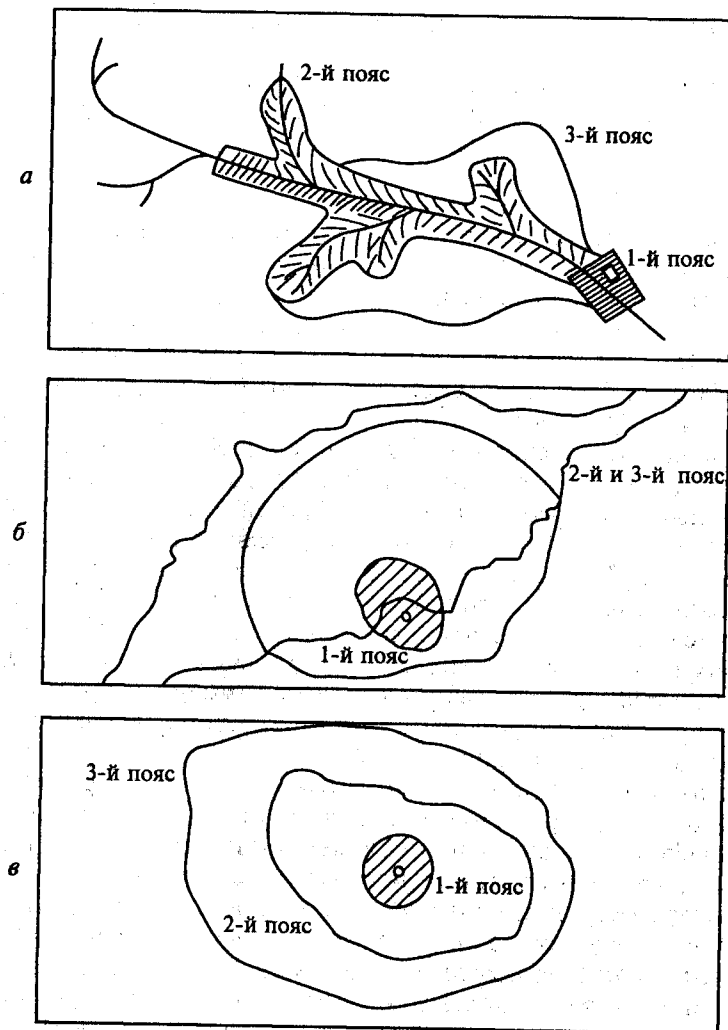 а
2-й пояс
3-й пояс
1-й пояс
б
2-й и 3-й пояс
1-й пояс
в
3-й пояс
1-й пояс
2-й пояс